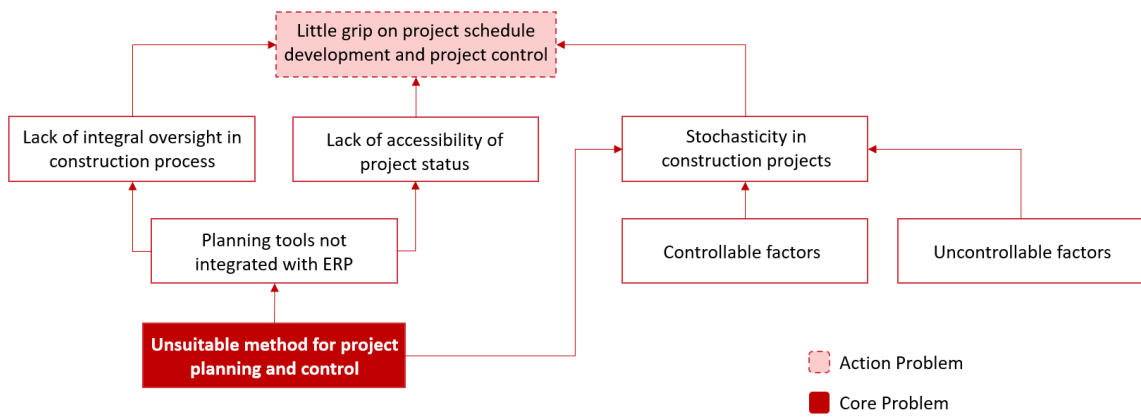 Little grip on project schedule
development and project control
Lack of integral oversight in
construction process
Lack of accessibility of
project status
Stochasticity in
construction projects
Planning tools not
integrated with ERP
Controllable factors
Uncontrollable factors
Unsuitable method for project
planning and control
Action Problem
Core Problem